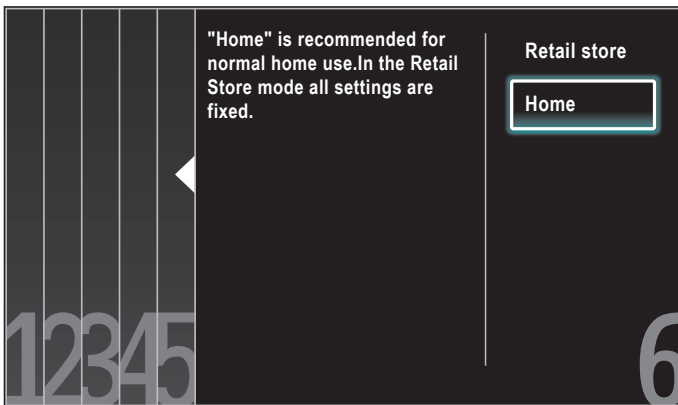 "Home" is recommended for
normal home use.In the Retail
Store mode all settings are
fixed.
Retail store
Home
12345
6